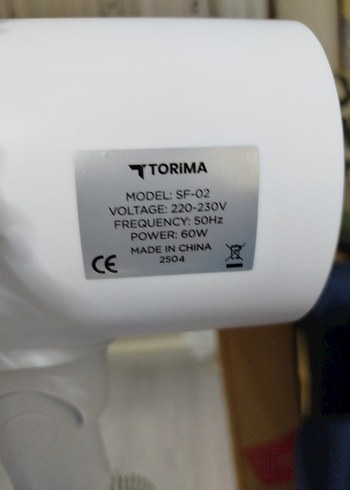 TORIMA
MODEL: SF-02
VOLTAGE: 220-230V
FREQUENCY: 50Hz
POWER: 60W
MADE IN CHINA
2504
CE